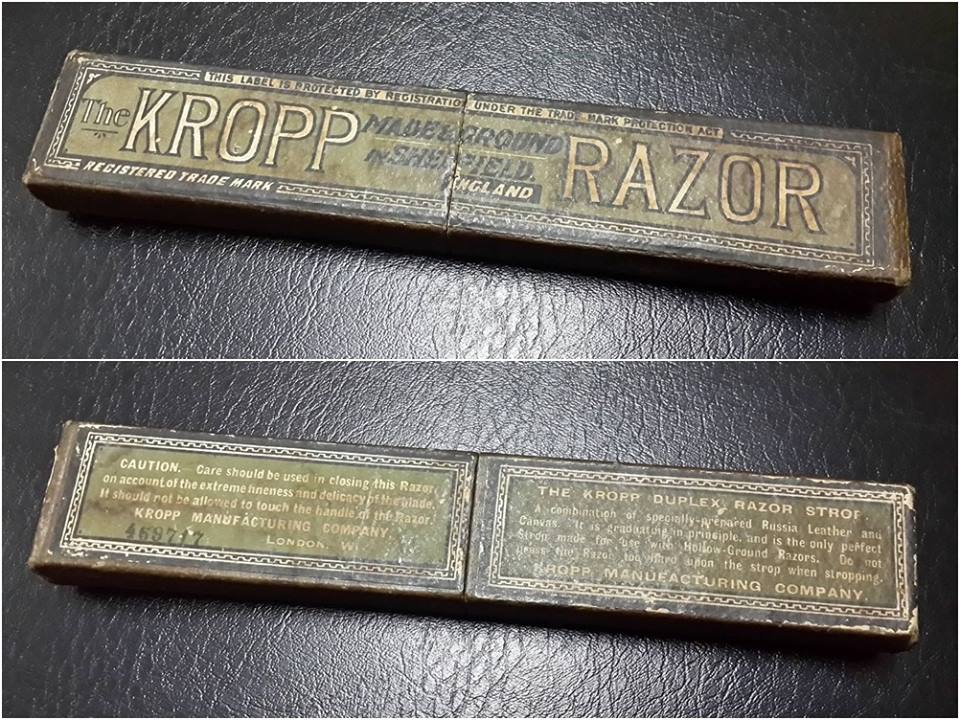 THIS LABEL IS PROTECTED BY REGISTRATION UNDER THE TRADE MARK PROTECTION ACT
The KROPP
MADE & GROUND
IN SHEFFIELD.
ENGLAND
RAZOR
REGISTERED TRADE MARK
CAUTION.— Care should be used in closing this Razor
on account of the extreme fineness and delicacy of the blade.
It should not be allowed to touch the handle of the Razor.
KROPP MANUFACTURING COMPANY.
LONDON, W.
THE KROPP DUPLEX RAZOR STROP.
A combination of specially-prepared Russia Leather and
Canvas. It is graduating in principle, and is the only perfect
Strop made for use with Hollow-Ground Razors. Do not
press the Razor too hard upon the strop when stropping.
KROPP MANUFACTURING COMPANY.